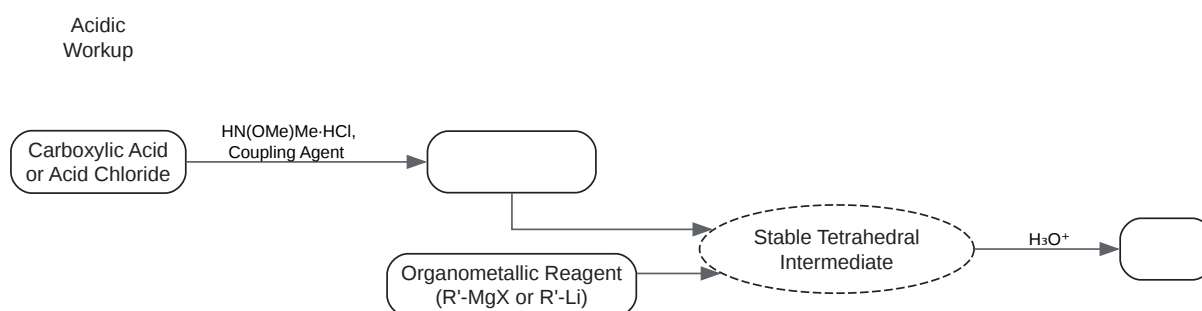 Acidic
Workup
HN(OMe)Me·HCl,
Coupling Agent
Carboxylic Acid
or Acid Chloride
Stable Tetrahedral
Intermediate
H₃O⁺
Organometallic Reagent
(R'-MgX or R'-Li)